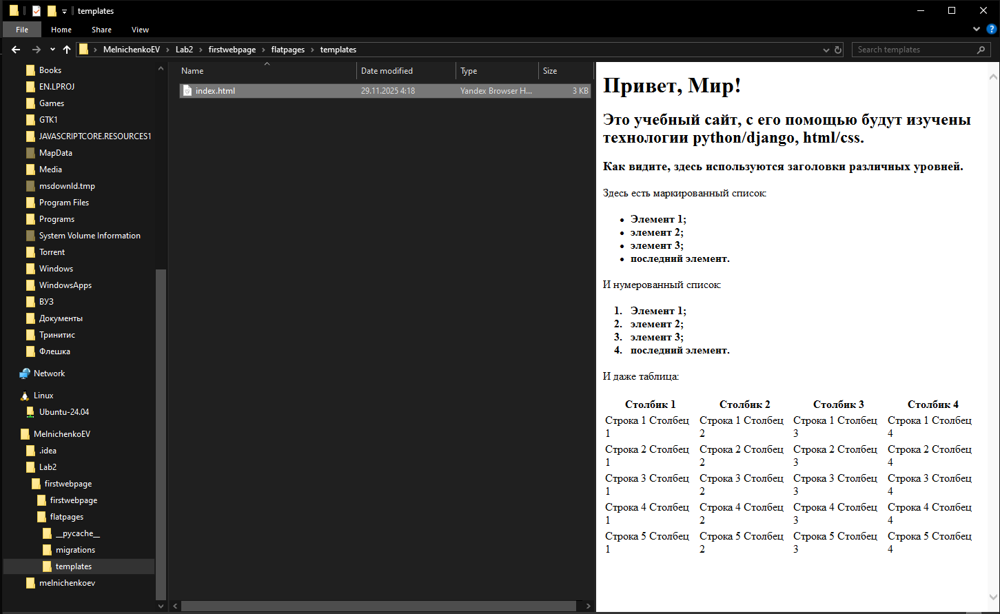 templates
File Home Share View
MelnichenkoEV Lab2 firstwebpage flatpages templates
Search templates
Books
EN.LPROJ
Games
GTK1
JAVASCRIPTCORE.RESOURCES1
MapData
Media
msdownld.tmp
Program Files
Programs
System Volume Information
Torrent
Windows
WindowsApps
ВУЗ
Документы
Тринитис
Флешка
Network
Linux
Ubuntu-24.04
MelnichenkoEV
.idea
Lab2
firstwebpage
firstwebpage
flatpages
__pycache__
migrations
templates
melnichenkoev
Name Date modified Type Size
index.html 29.11.2025 4:18 Yandex Browser H... 3 KB
Привет, Мир!
Это учебный сайт, с его помощью будут изучены
технологии python/django, html/css.
Как видите, здесь используются заголовки различных уровней.
Здесь есть маркированный список:
• Элемент 1;
• элемент 2;
• элемент 3;
• последний элемент.
И нумерованный список:
1. Элемент 1;
2. элемент 2;
3. элемент 3;
4. последний элемент.
И даже таблица:
Столбик 1 Столбик 2 Столбик 3 Столбик 4
Строка 1 Столбец Строка 1 Столбец Строка 1 Столбец Строка 1 Столбец
1 2 3 4
Строка 2 Столбец Строка 2 Столбец Строка 2 Столбец Строка 2 Столбец
1 2 3 4
Строка 3 Столбец Строка 3 Столбец Строка 3 Столбец Строка 3 Столбец
1 2 3 4
Строка 4 Столбец Строка 4 Столбец Строка 4 Столбец Строка 4 Столбец
1 2 3 4
Строка 5 Столбец Строка 5 Столбец Строка 5 Столбец Строка 5 Столбец
1 2 3 4